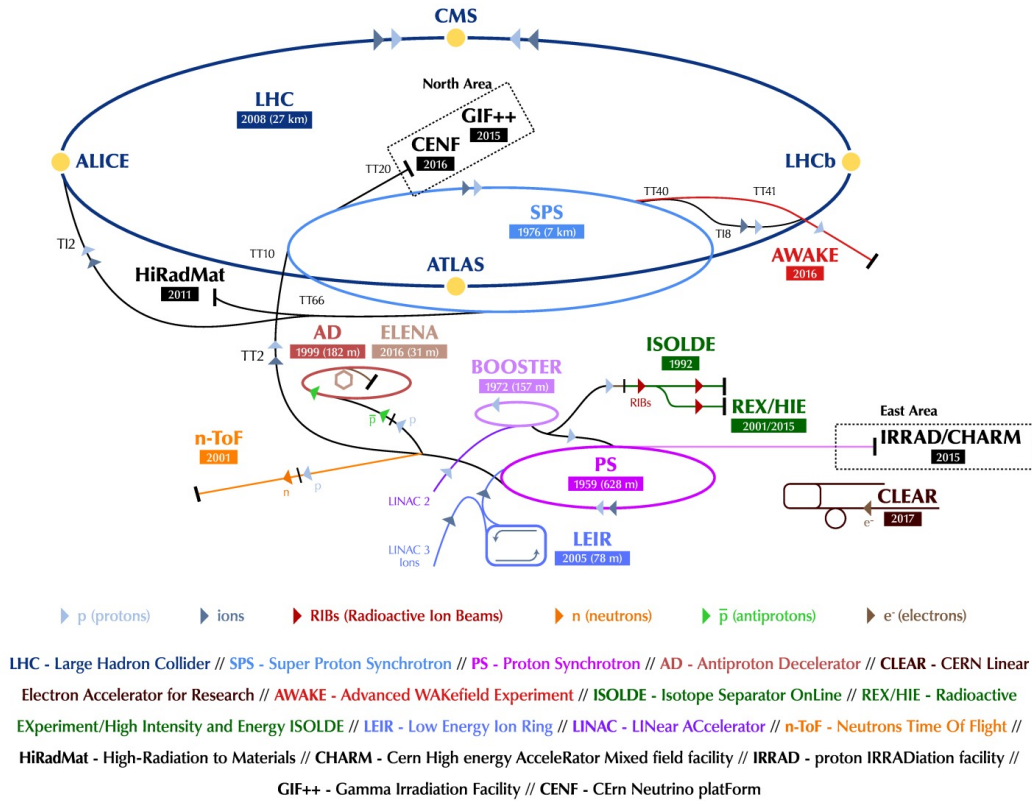 CMS
North Area
LHC
2008 (27 km)
GIF++
2015
CENF
2016
ALICE
LHCb
TT20
TT40
TT41
SPS
1976 (7 km)
TI8
TI2
TT10
AWAKE
2016
ATLAS
HiRadMat
2011
TT66
AD
1999 (182 m)
ELENA
2016 (31 m)
TT2
BOOSTER
1972 (157 m)
ISOLDE
1992
RIBs
REX/HIE
2001/2015
East Area
IRRAD/CHARM
2015
p̅
p
n-ToF
2001
n
p
PS
1959 (628 m)
LINAC 2
CLEAR
2017
e-
LINAC 3
Ions
LEIR
2005 (78 m)
p (protons)
ions
RIBs (Radioactive Ion Beams)
n (neutrons)
p̅ (antiprotons)
e- (electrons)
LHC - Large Hadron Collider // SPS - Super Proton Synchrotron // PS - Proton Synchrotron // AD - Antiproton Decelerator // CLEAR - CERN Linear
Electron Accelerator for Research // AWAKE - Advanced WAKefield Experiment // ISOLDE - Isotope Separator OnLine // REX/HIE - Radioactive
EXperiment/High Intensity and Energy ISOLDE // LEIR - Low Energy Ion Ring // LINAC - LINear ACcelerator // n-ToF - Neutrons Time Of Flight //
HiRadMat - High-Radiation to Materials // CHARM - Cern High energy AcceleRator Mixed field facility // IRRAD - proton IRRADiation facility //
GIF++ - Gamma Irradiation Facility // CENF - CErn Neutrino platForm